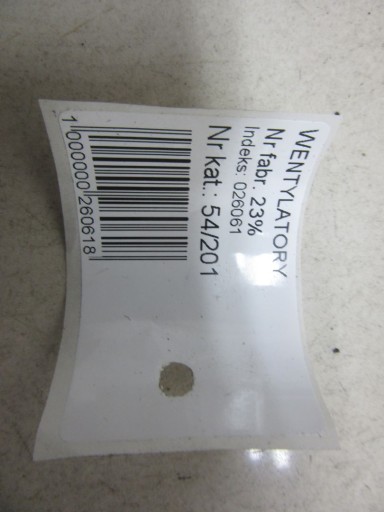 WENTYLATORY
Nr fabr. 23%
Indeks: 026061
Nr kat.: 54/201
1 000000 260618